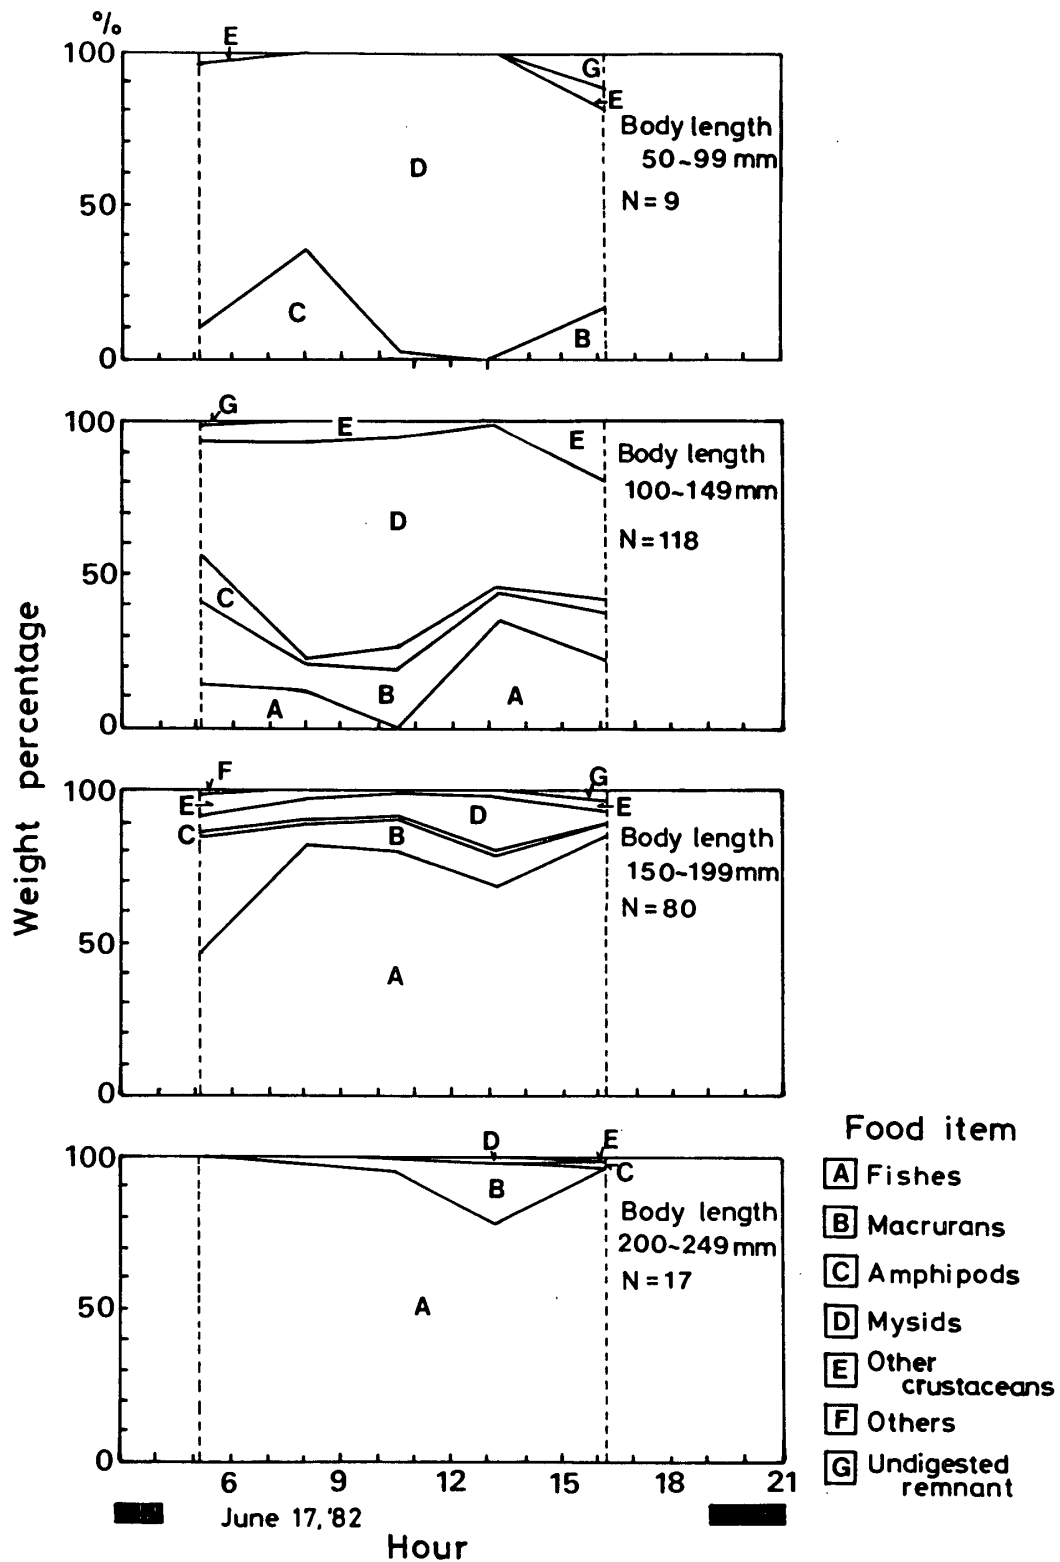 %
100
E
G
E
D
Body length
50~99 mm
50
N=9
C
B
0
100
G
E
E
Body length
100~149 mm
D
N=118
50
C
B
A
A
0
Weight percentage
100
F
G
E
E
D
C
B
Body length
150~199 mm
N=80
50
A
0
100
D
E
C
B
Body length
200~249 mm
N=17
50
A
0
6 9 12 15 18 21
June 17, '82
Hour
Food item
A Fishes
B Macrurans
C Amphipods
D Mysids
E Other
crustaceans
F Others
G Undigested
remnant